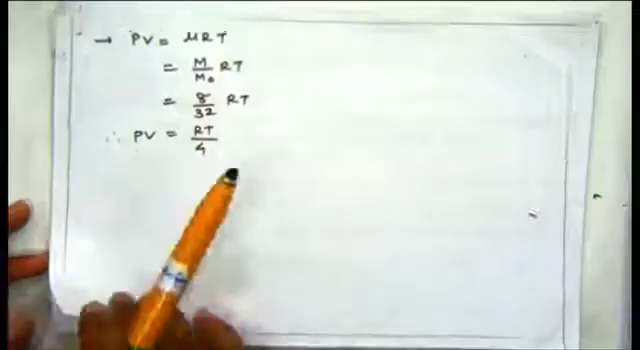 → PV = μRT
= M/M₀ RT
= 8/32 RT
∴ PV = RT/4